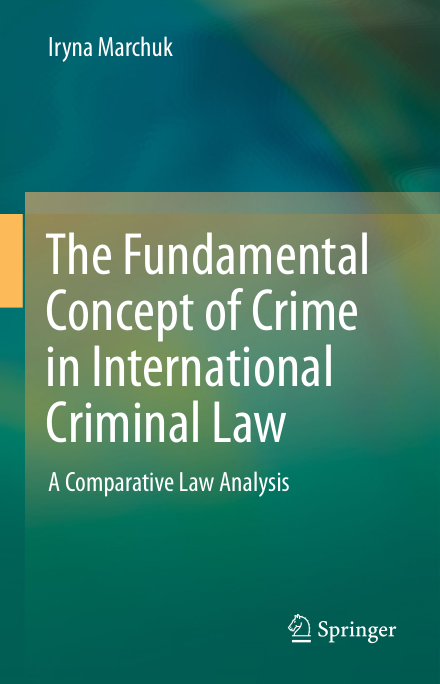 Iryna Marchuk
The Fundamental
Concept of Crime
in International
Criminal Law
A Comparative Law Analysis
Springer